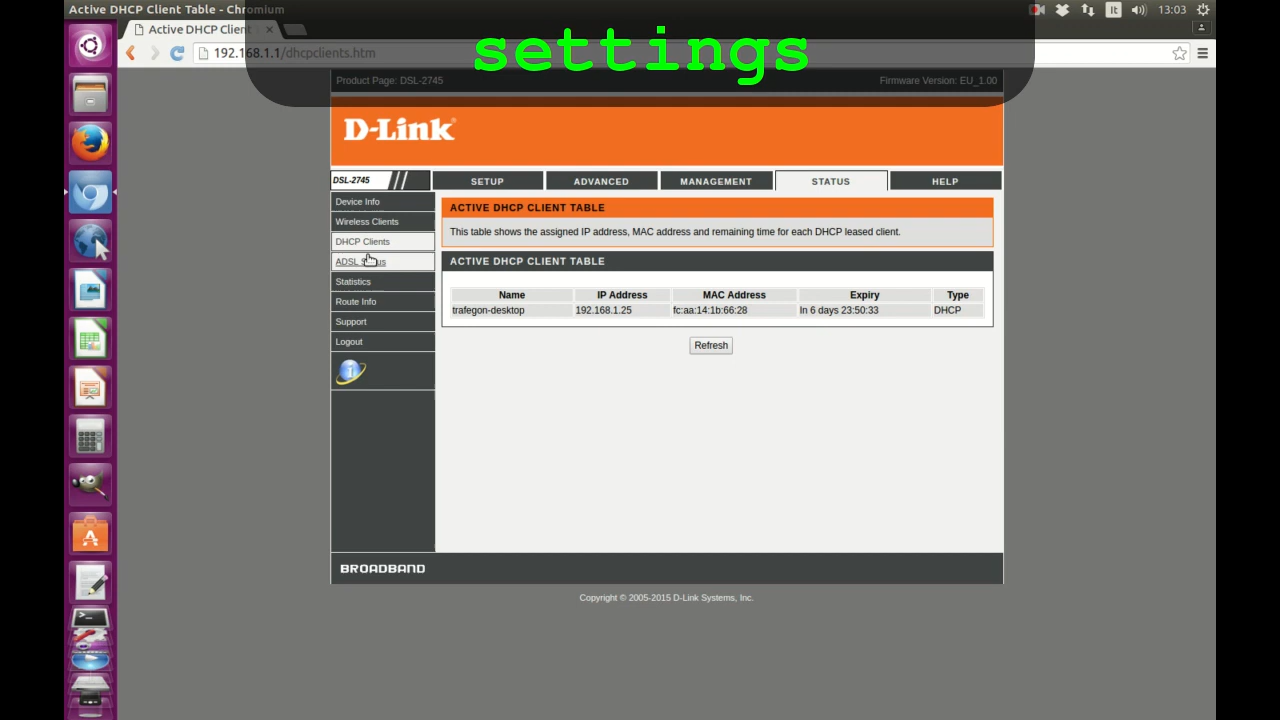 Active DHCP Client Table - Chromium
It
13:03
Active DHCP Client
settings
192.168.1.1/dhcpclients.htm
Product Page: DSL-2745
Firmware Version: EU_1.00
D-Link
DSL-2745
SETUP
ADVANCED
MANAGEMENT
STATUS
HELP
Device Info
Wireless Clients
DHCP Clients
ADSL Status
Statistics
Route Info
Support
Logout
ACTIVE DHCP CLIENT TABLE
This table shows the assigned IP address, MAC address and remaining time for each DHCP leased client.
ACTIVE DHCP CLIENT TABLE
Name IP Address MAC Address Expiry Type
trafegon-desktop 192.168.1.25 fc:aa:14:1b:66:28 In 6 days 23:50:33 DHCP
Refresh
BROADBAND
Copyright © 2005-2015 D-Link Systems, Inc.